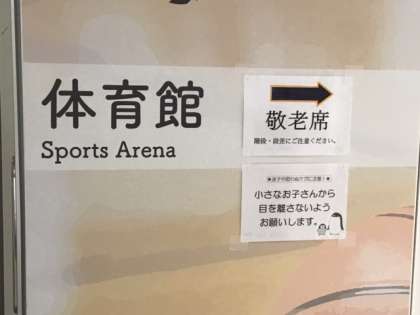 体育館
Sports Arena
敬老席
階段・段差にご注意ください。
小さなお子さんから
目を離さないよう
お願いします。